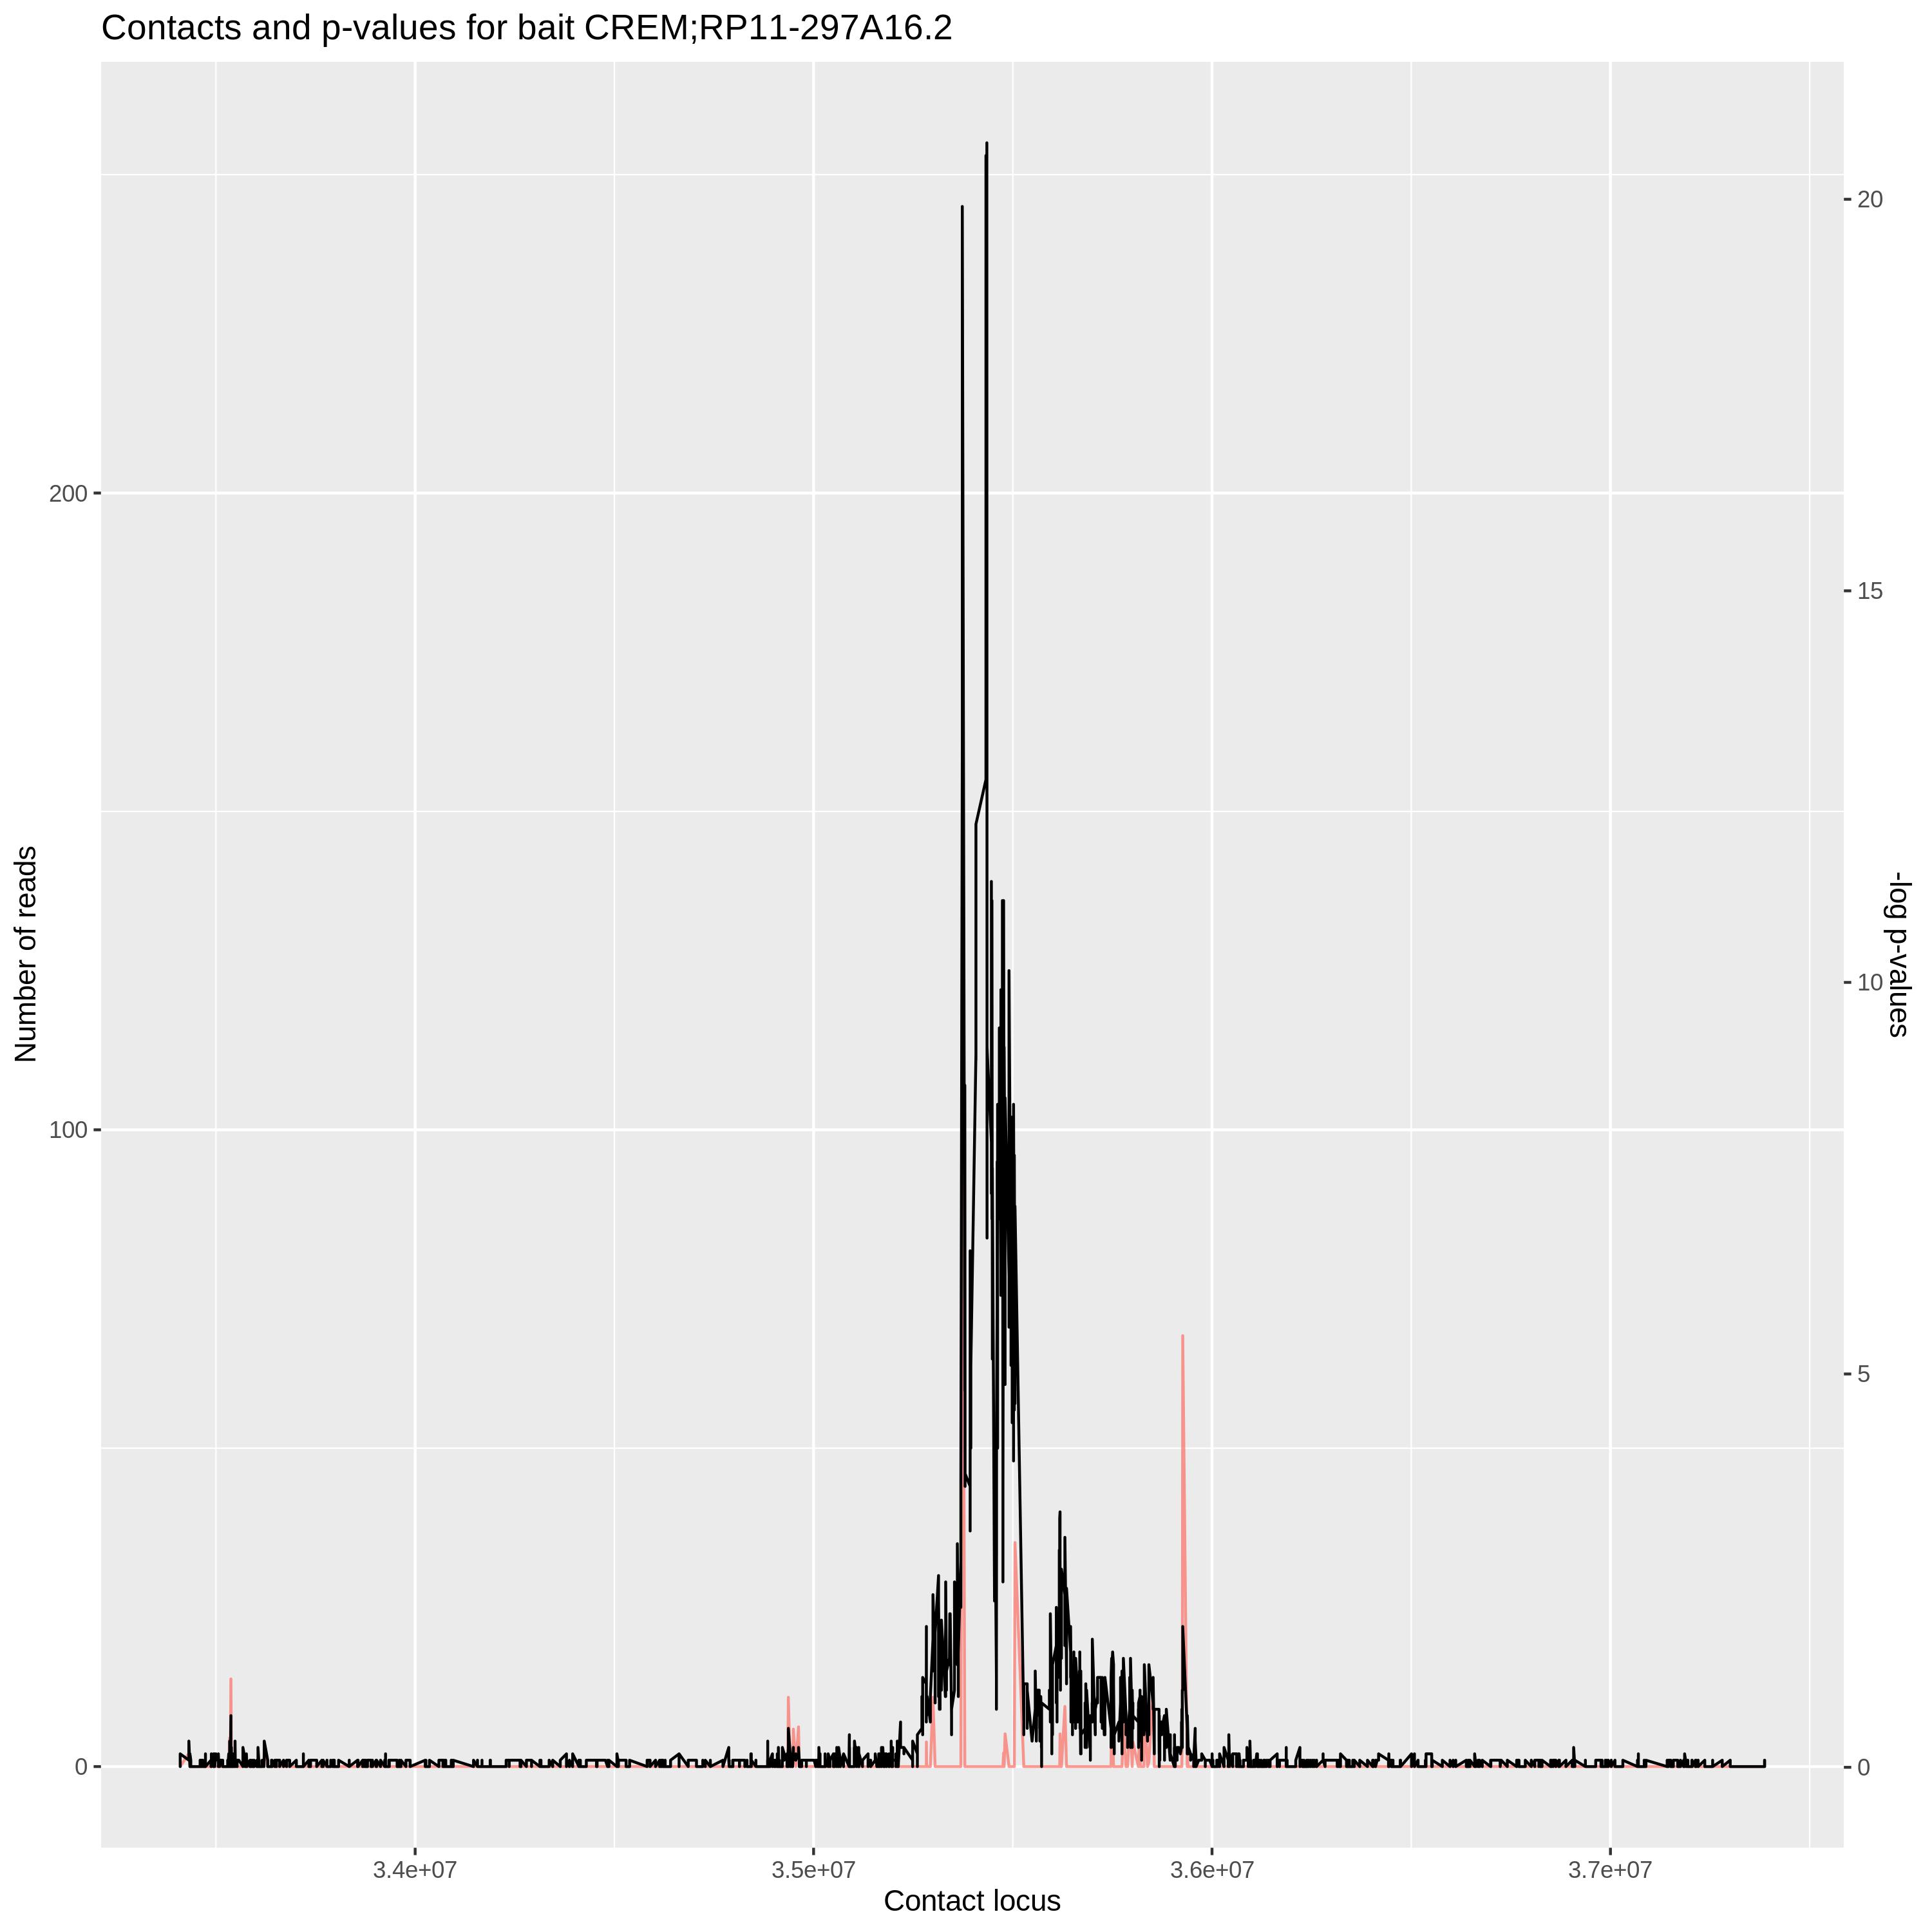 Contacts and p-values for bait CREM;RP11-297A16.2
Number of reads
200
100
0
20
15
10
5
0
-log p-values
3.4e+07
3.5e+07
3.6e+07
3.7e+07
Contact locus